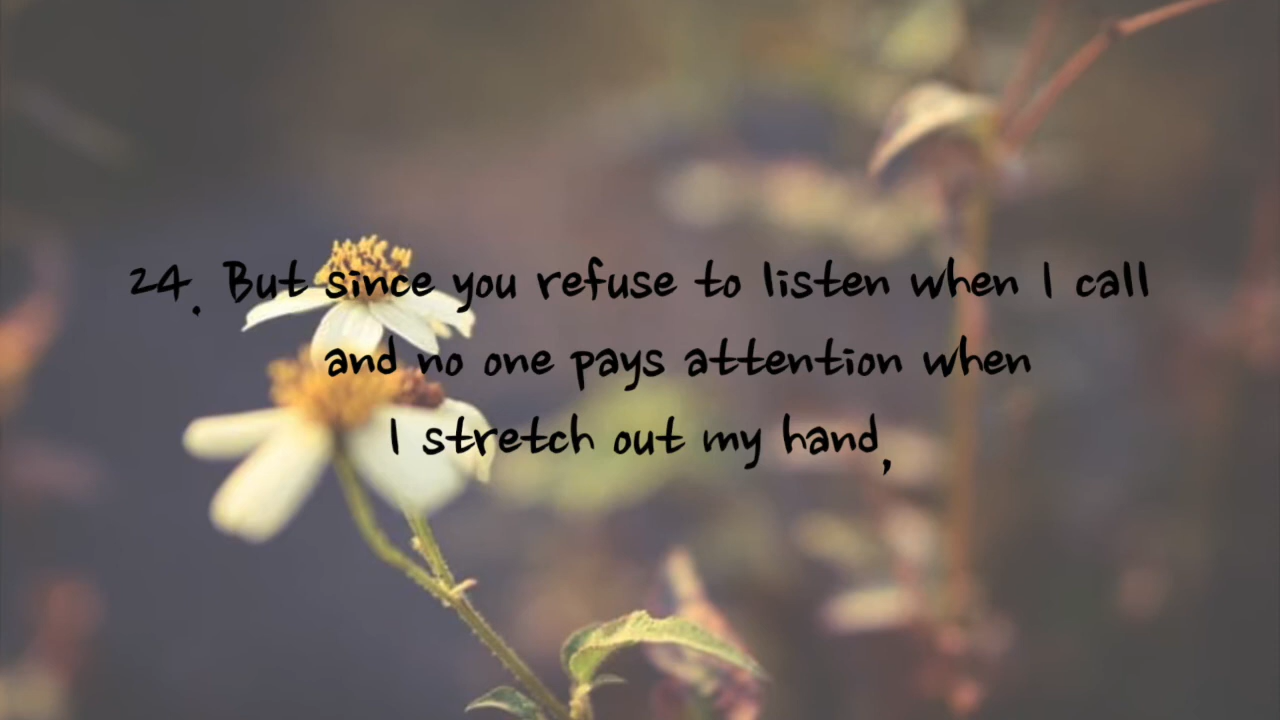 24. But since you refuse to listen when I call
and no one pays attention when
I stretch out my hand,